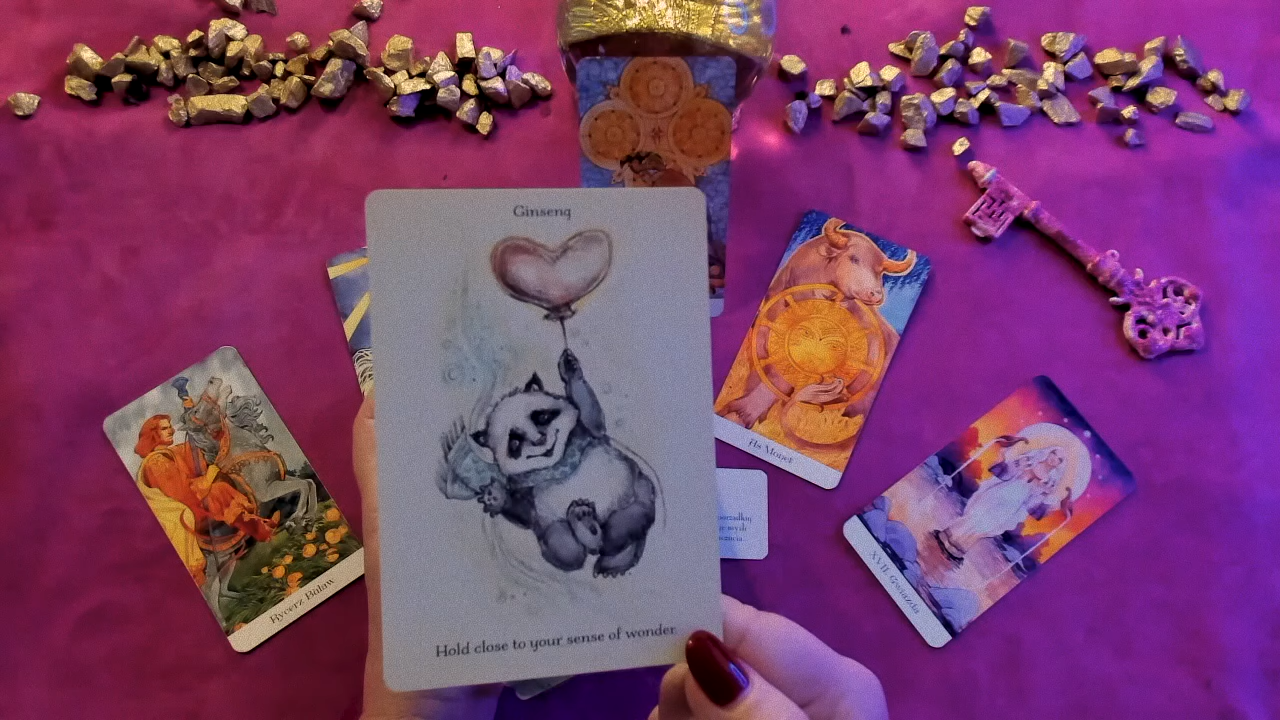 Ginseng
Hold close to your sense of wonder
As Monet
Rycerz Buław
XVII Gwiazda